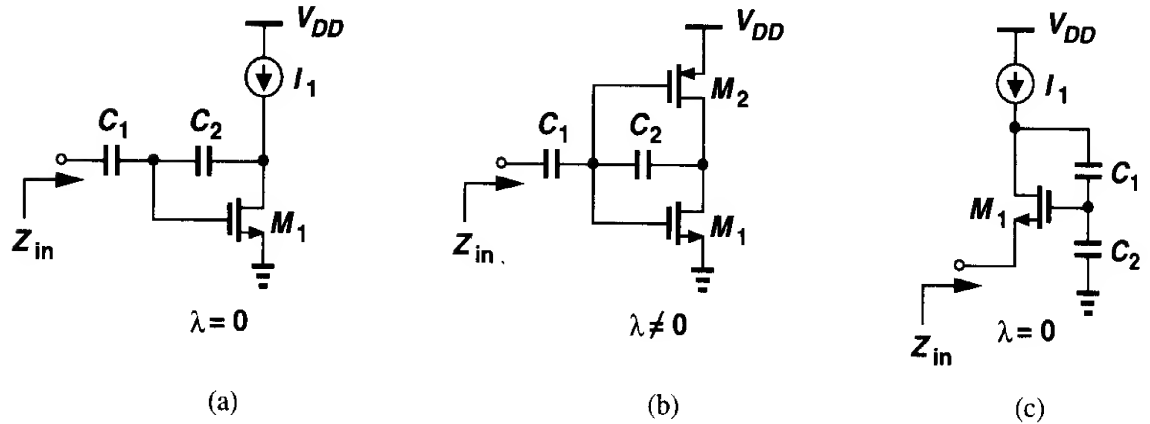 V_DD
I_1
C_1
C_2
M_1
Z_in
λ = 0
(a)
V_DD
M_2
C_1
C_2
M_1
Z_in .
λ ≠ 0
(b)
V_DD
I_1
C_1
M_1
C_2
Z_in
λ = 0
(c)